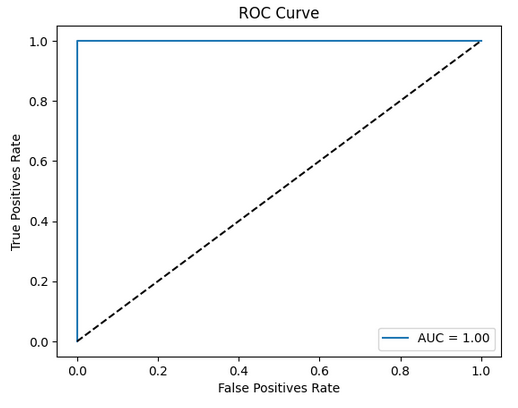 ROC Curve
1.0
0.8
0.6
0.4
0.2
0.0
True Positives Rate
0.0 0.2 0.4 0.6 0.8 1.0
False Positives Rate
AUC = 1.00